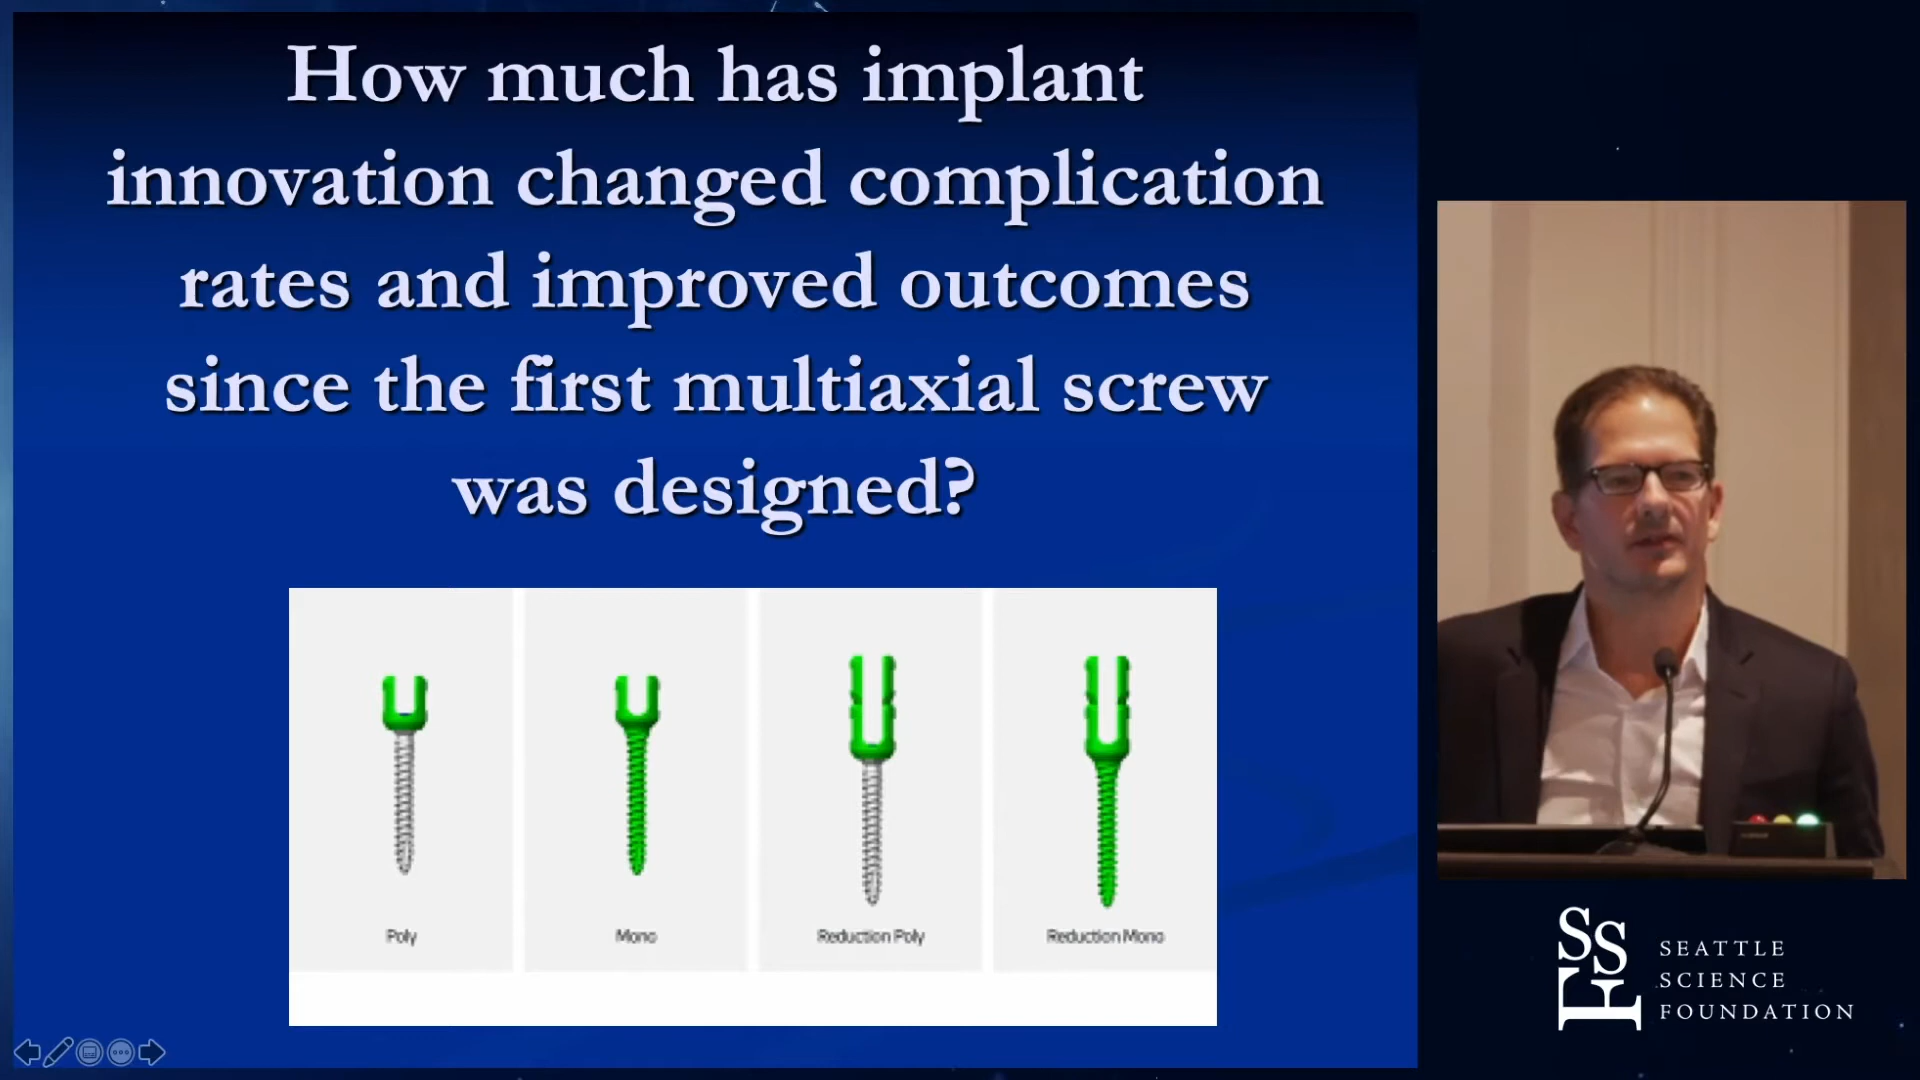 How much has implant
innovation changed complication
rates and improved outcomes
since the first multiaxial screw
was designed?
Poly
Mono
Reduction Poly
Reduction Mono
SSF
SEATTLE
SCIENCE
FOUNDATION